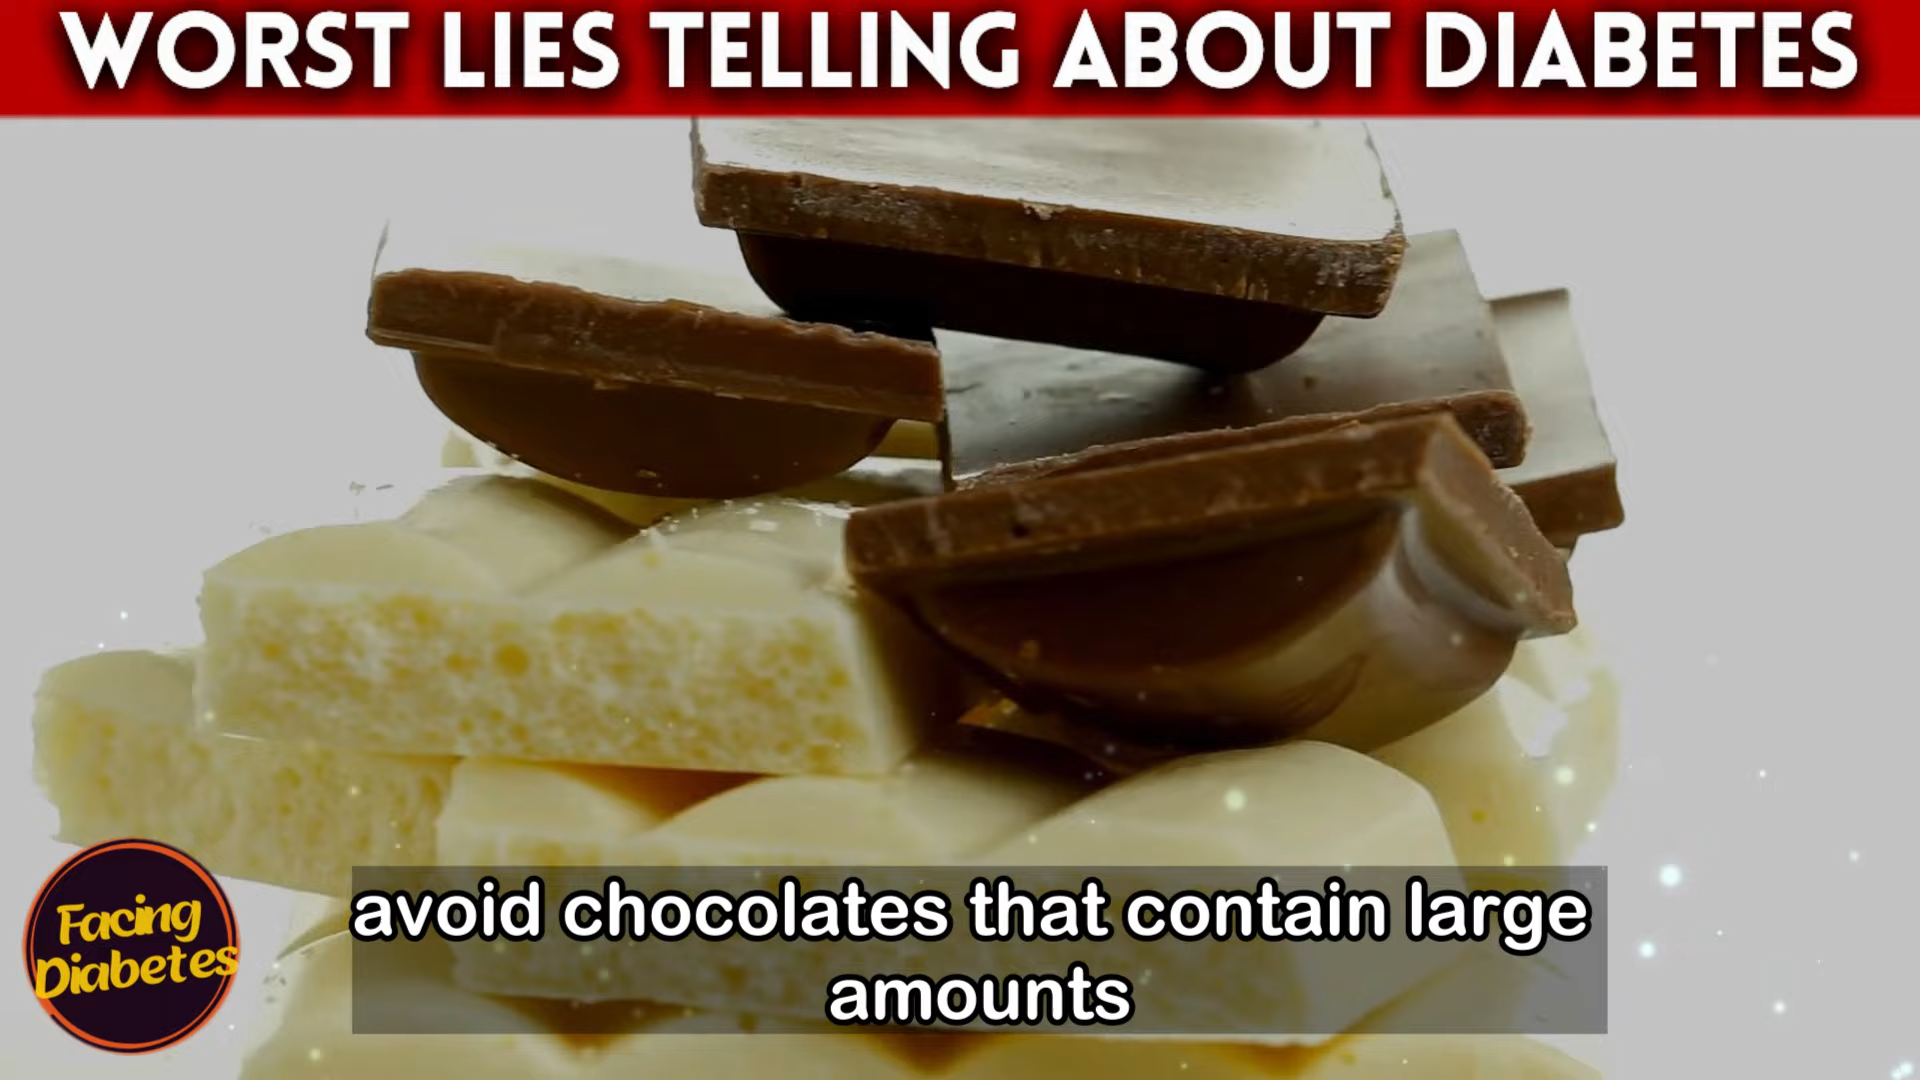 WORST LIES TELLING ABOUT DIABETES
avoid chocolates that contain large
amounts
Facing
Diabetes